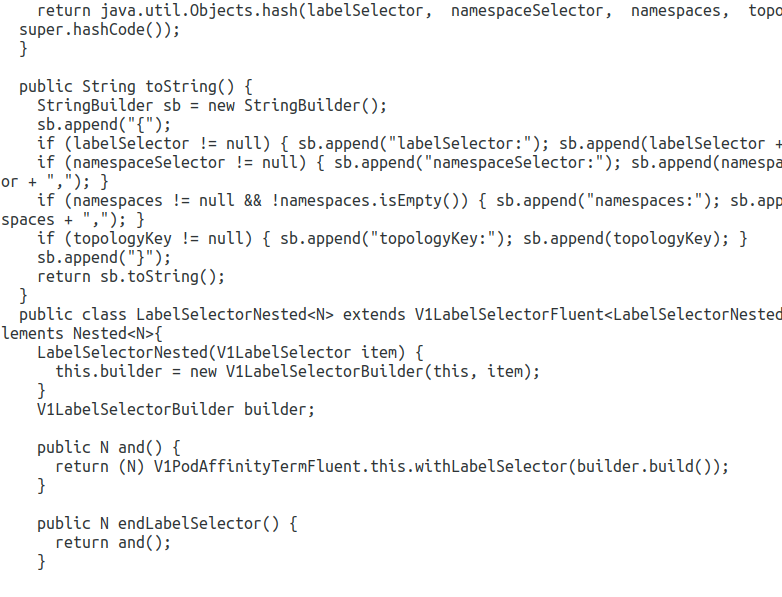 return java.util.Objects.hash(labelSelector,  namespaceSelector,  namespaces,
super.hashCode());
}
public String toString() {
StringBuilder sb = new StringBuilder();
sb.append("{");
if (labelSelector != null) { sb.append("labelSelector:"); sb.append(labelSelector +
if (namespaceSelector != null) { sb.append("namespaceSelector:"); sb.append(namespa
or + ","); }
if (namespaces != null && !namespaces.isEmpty()) { sb.append("namespaces:"); sb.app
spaces + ","); }
if (topologyKey != null) { sb.append("topologyKey:"); sb.append(topologyKey); }
sb.append("}");
return sb.toString();
}
public class LabelSelectorNested<N> extends V1LabelSelectorFluent<LabelSelectorNested
lements Nested<N>{
LabelSelectorNested(V1LabelSelector item) {
this.builder = new V1LabelSelectorBuilder(this, item);
}
V1LabelSelectorBuilder builder;
public N and() {
return (N) V1PodAffinityTermFluent.this.withLabelSelector(builder.build());
}
public N endLabelSelector() {
return and();
}